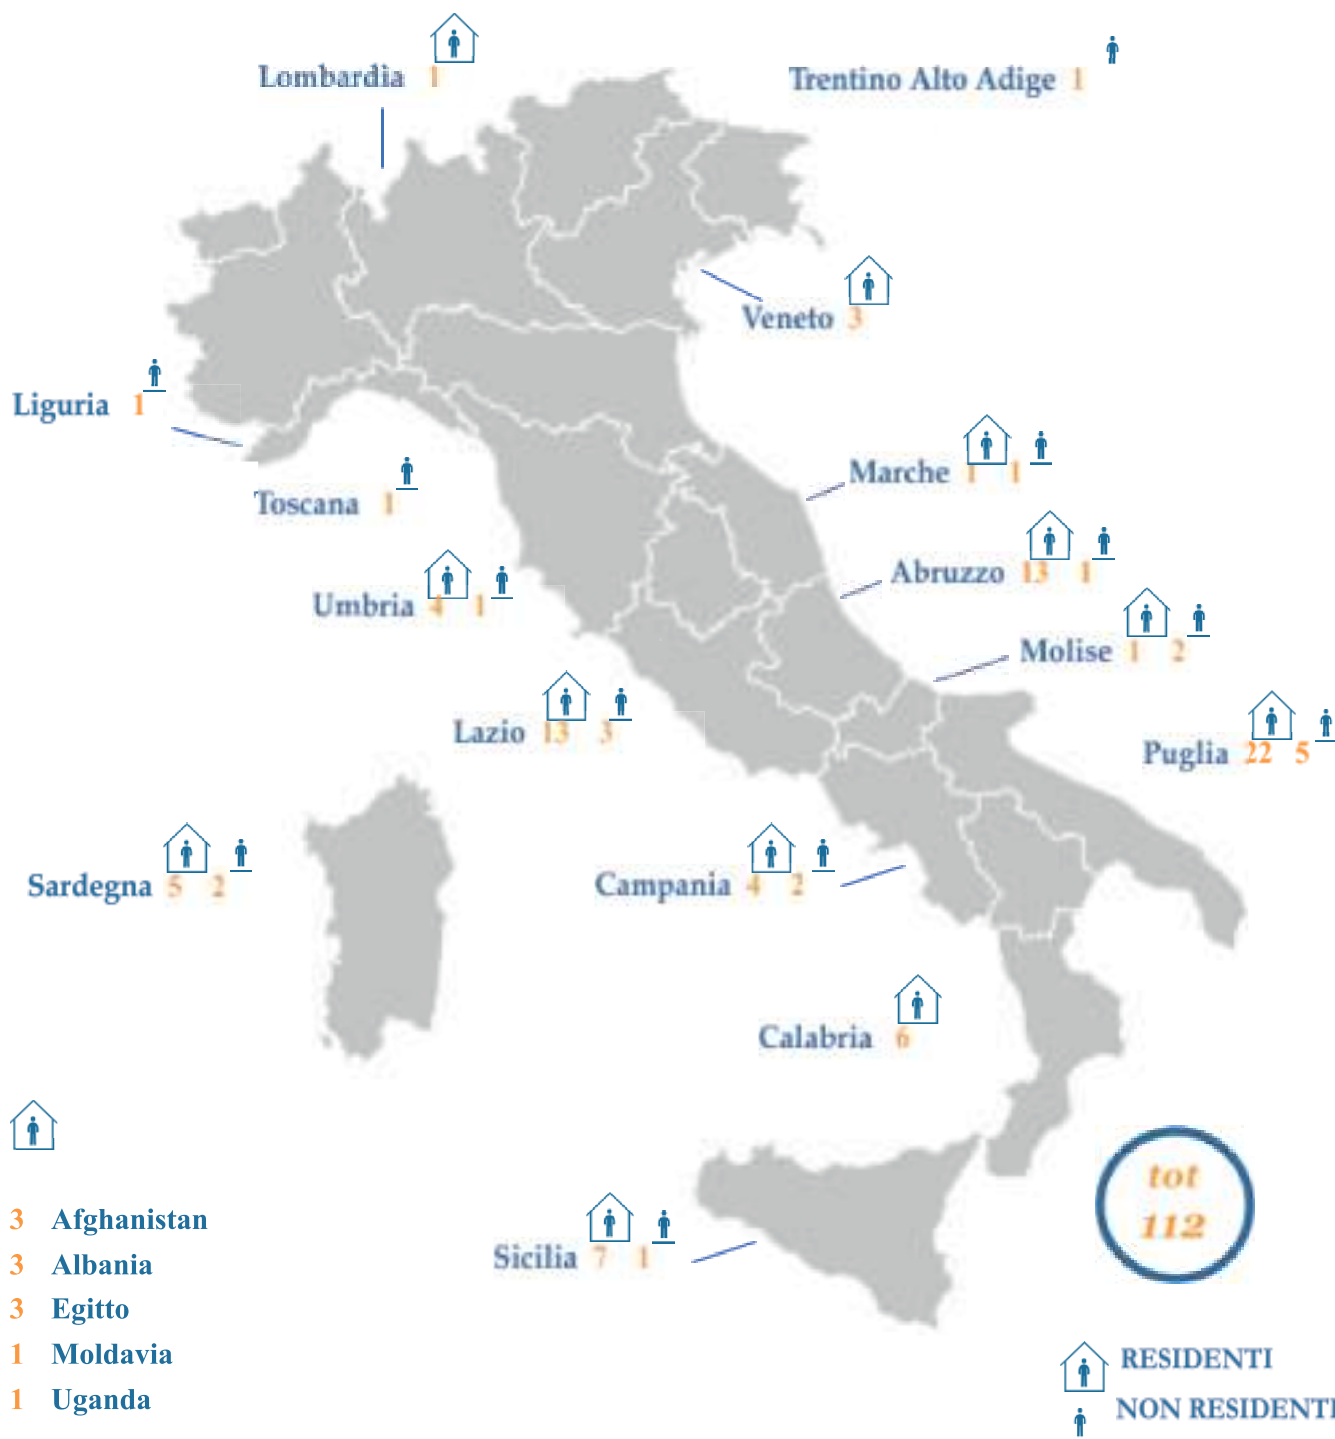 Lombardia 1
Trentino Alto Adige 1
Veneto 3
Liguria 1
Marche 1 1
Toscana 1
Abruzzo 13 1
Umbria 4 1
Molise 1 2
Lazio 13 3
Puglia 22 5
Sardegna 5 2
Campania 4 2
Calabria 6
3 Afghanistan
3 Albania
3 Egitto
1 Moldavia
1 Uganda
Sicilia 7 1
tot
112
RESIDENTI
NON RESIDENTI